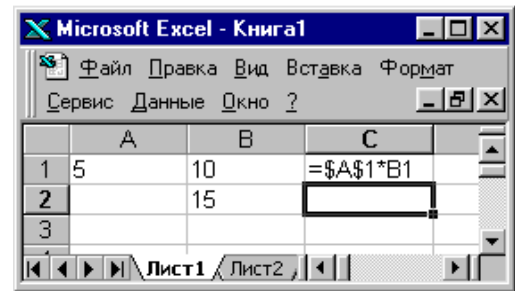 Microsoft Excel - Книга1
Файл Правка Вид Вставка Формат
Сервис Данные Окно ?
A B C
1 5 10 =$A$1*B1
2 15
3
Лист1 Лист2